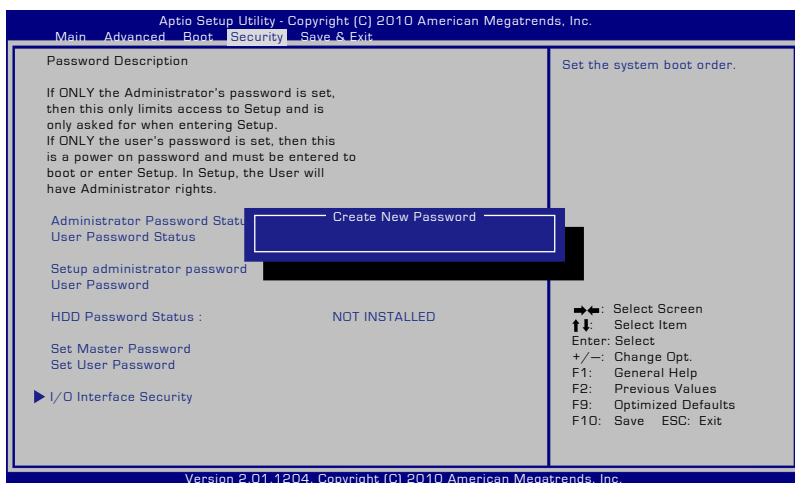 Aptio Setup Utility - Copyright (C) 2010 American Megatrends, Inc.
Main Advanced Boot Security Save & Exit
Password Description
If ONLY the Administrator's password is set,
then this only limits access to Setup and is
only asked for when entering Setup.
If ONLY the user's password is set, then this
is a power on password and must be entered to
boot or enter Setup. In Setup, the User will
have Administrator rights.
Administrator Password Statu
User Password Status
Create New Password
Setup administrator password
User Password
HDD Password Status : NOT INSTALLED
Set Master Password
Set User Password
I/O Interface Security
Set the system boot order.
→←: Select Screen
↑↓: Select Item
Enter: Select
+/—: Change Opt.
F1: General Help
F2: Previous Values
F9: Optimized Defaults
F10: Save ESC: Exit
Version 2.01.1204. Copyright (C) 2010 American Megatrends, Inc.